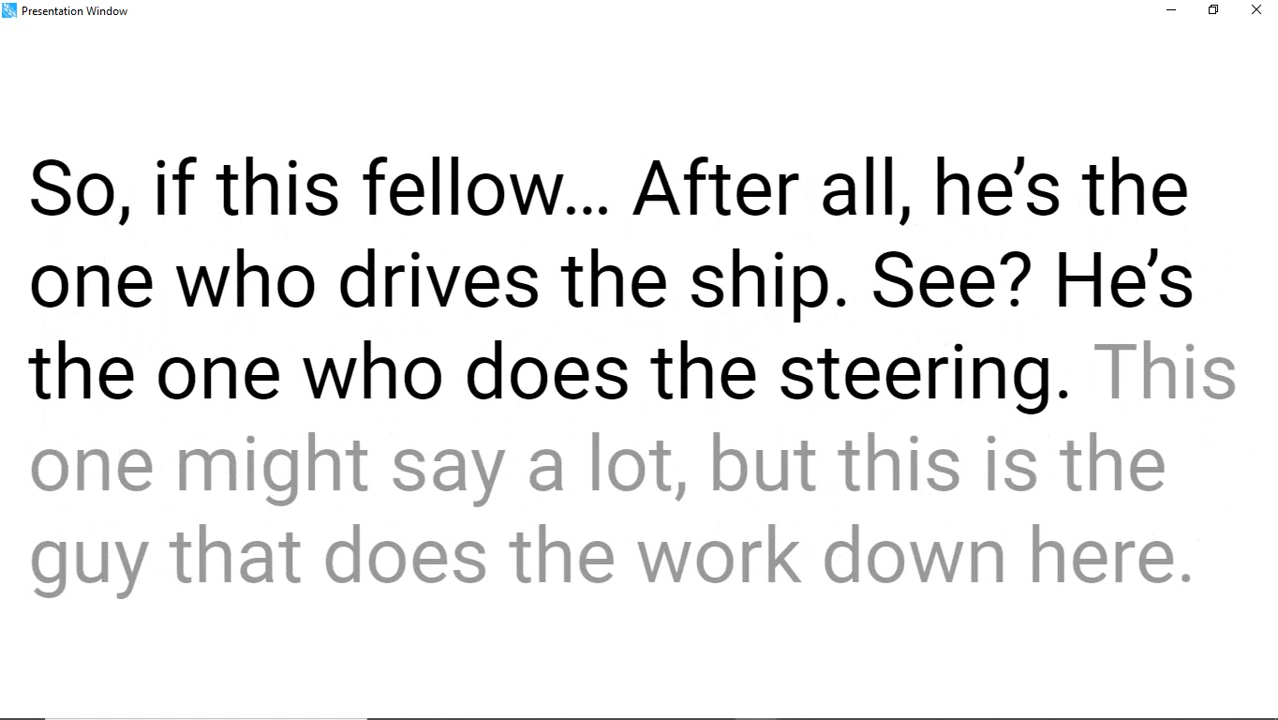 Presentation Window
So, if this fellow… After all, he’s the
one who drives the ship. See? He’s
the one who does the steering. This
one might say a lot, but this is the
guy that does the work down here.